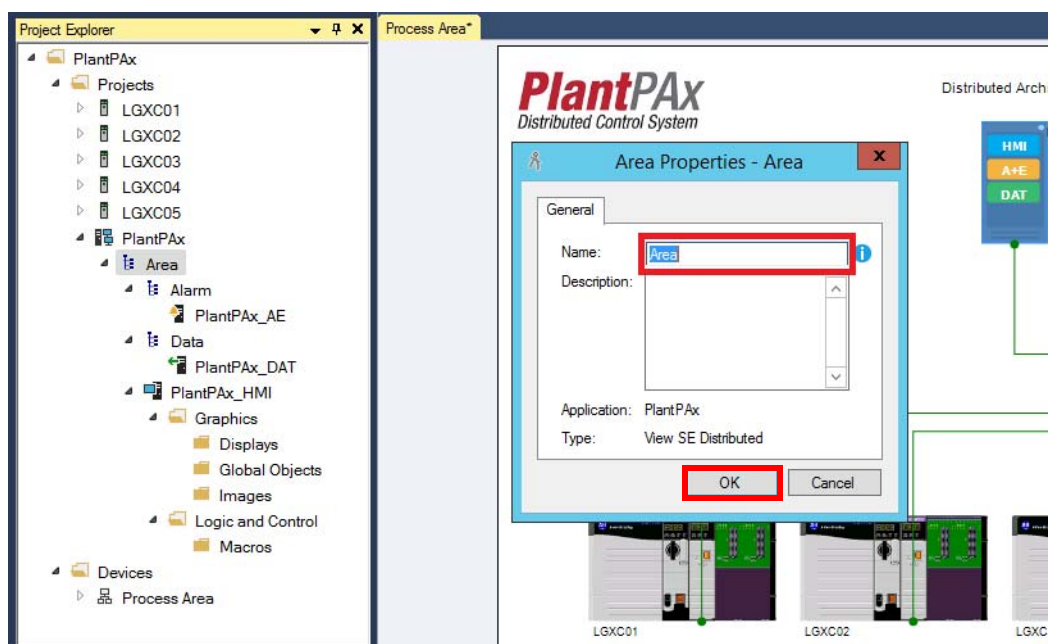 Project Explorer
PlantPAx
Projects
LGXC01
LGXC02
LGXC03
LGXC04
LGXC05
PlantPAx
Area
Alarm
PlantPAx_AE
Data
PlantPAx_DAT
PlantPAx_HMI
Graphics
Displays
Global Objects
Images
Logic and Control
Macros
Devices
Process Area
Process Area*
PlantPAx
Distributed Control System
Distributed Archi
HMI
A+E
DAT
Area Properties - Area
x
General
Name: Area
Description:
Application: PlantPAx
Type: View SE Distributed
OK Cancel
LGXC01 LGXC02 LGXC